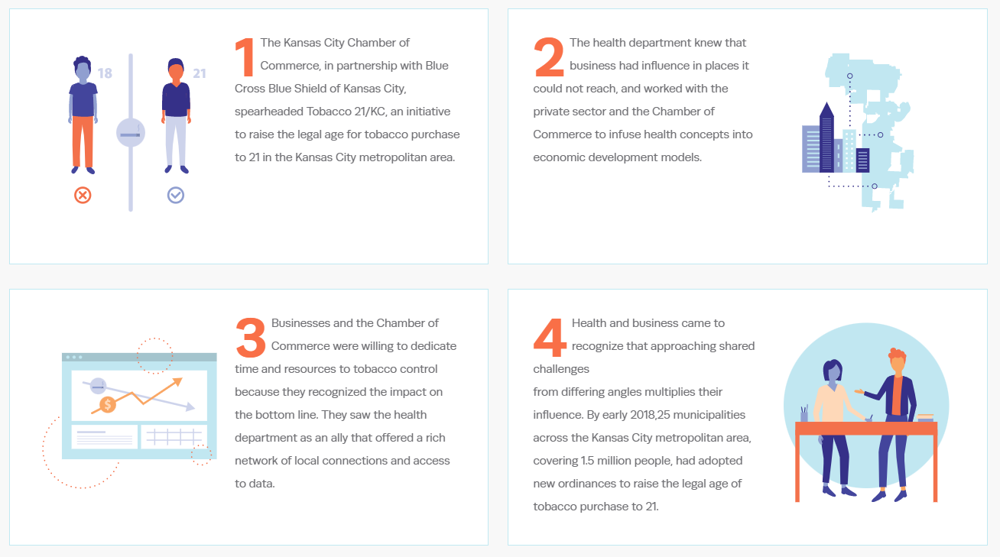 18
21
1 The Kansas City Chamber of
Commerce, in partnership with Blue
Cross Blue Shield of Kansas City,
spearheaded Tobacco 21/KC, an initiative
to raise the legal age for tobacco purchase
to 21 in the Kansas City metropolitan area.
2 The health department knew that
business had influence in places it
could not reach, and worked with the
private sector and the Chamber of
Commerce to infuse health concepts into
economic development models.
3 Businesses and the Chamber of
Commerce were willing to dedicate
time and resources to tobacco control
because they recognized the impact on
the bottom line. They saw the health
department as an ally that offered a rich
network of local connections and access
to data.
$
4 Health and business came to
recognize that approaching shared
challenges
from differing angles multiplies their
influence. By early 2018,25 municipalities
across the Kansas City metropolitan area,
covering 1.5 million people, had adopted
new ordinances to raise the legal age of
tobacco purchase to 21.